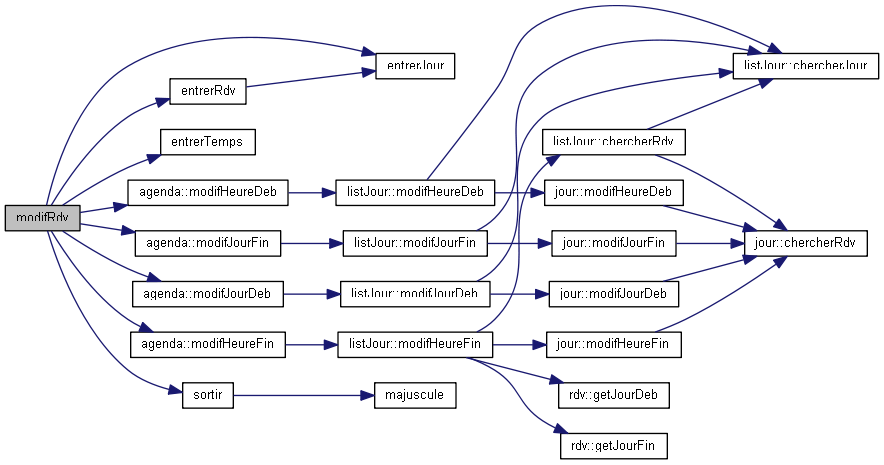 entrerJour
listJour::chercherJour
entrerRdv
entrerTemps
listJour::chercherRdv
agenda::modifHeureDeb
listJour::modifHeureDeb
jour::modifHeureDeb
modifRdv
agenda::modifJourFin
listJour::modifJourFin
jour::modifJourFin
jour::chercherRdv
agenda::modifJourDeb
listJour::modifJourDeb
jour::modifJourDeb
agenda::modifHeureFin
listJour::modifHeureFin
jour::modifHeureFin
sortir
majuscule
rdv::getJourDeb
rdv::getJourFin